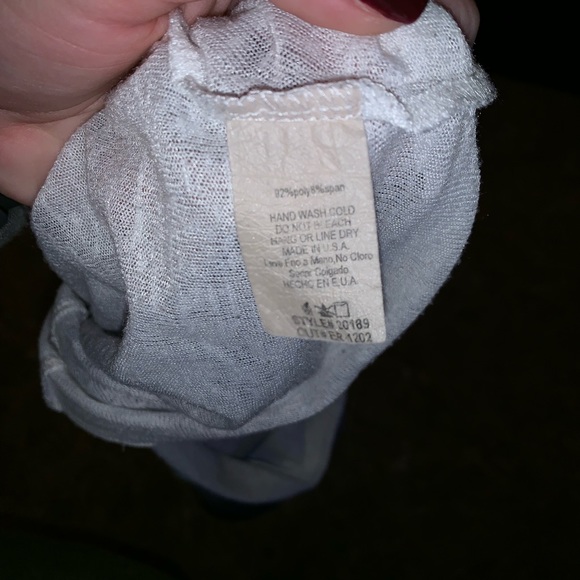 92%poly8%span
HAND WASH COLD
DO NOT BLEACH
HANG OR LINE DRY
MADE IN U.S.A.
Lave Foo a Mano, No Cloro
Secar Colgado
HECHO EN E.U.A
STYLE# 20189
CUT# ER 1202